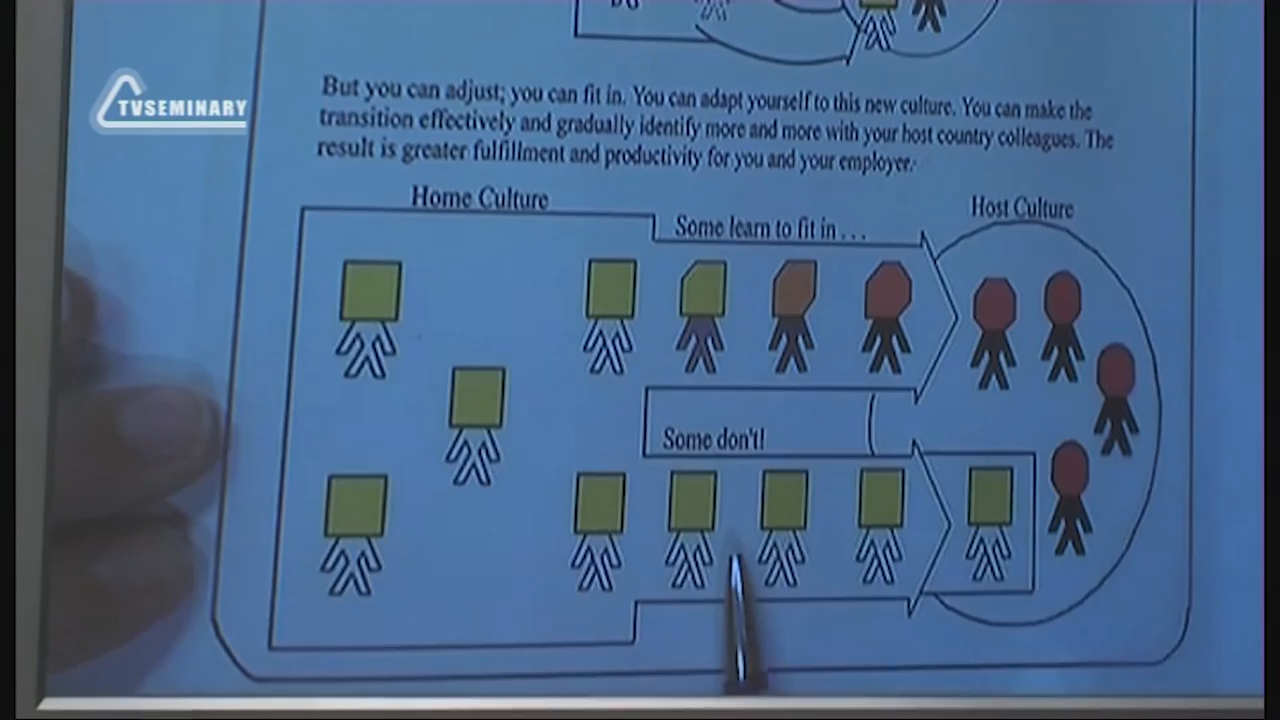 TVSEMINARY
But you can adjust; you can fit in. You can adapt yourself to this new culture. You can make the
transition effectively and gradually identify more and more with your host country colleagues. The
result is greater fulfillment and productivity for you and your employer.
Home Culture
Host Culture
Some learn to fit in . . .
Some don't!